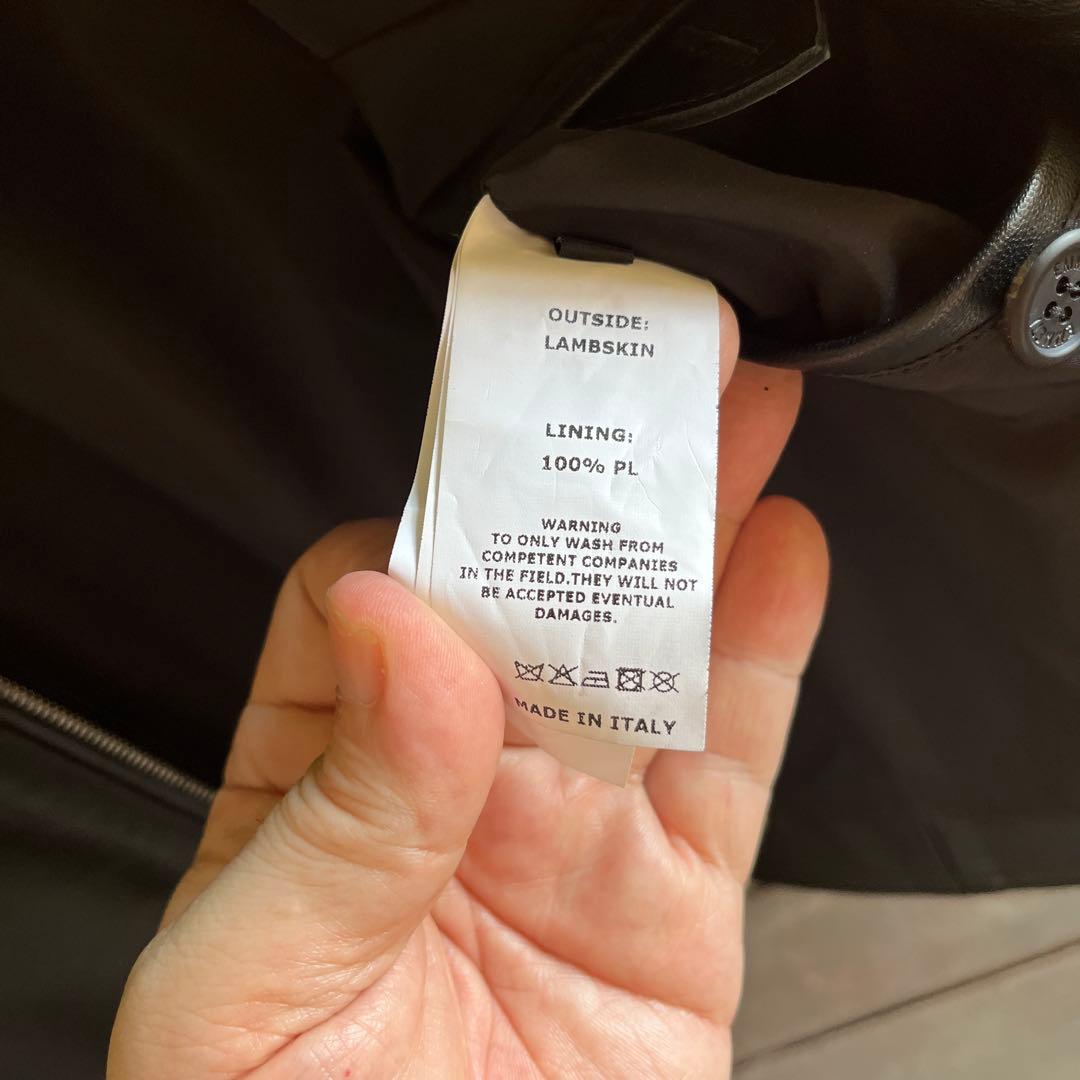 OUTSIDE:
LAMBSKIN
LINING:
100% PL
WARNING
TO ONLY WASH FROM
COMPETENT COMPANIES
IN THE FIELD.THEY WILL NOT
BE ACCEPTED EVENTUAL
DAMAGES.
MADE IN ITALY